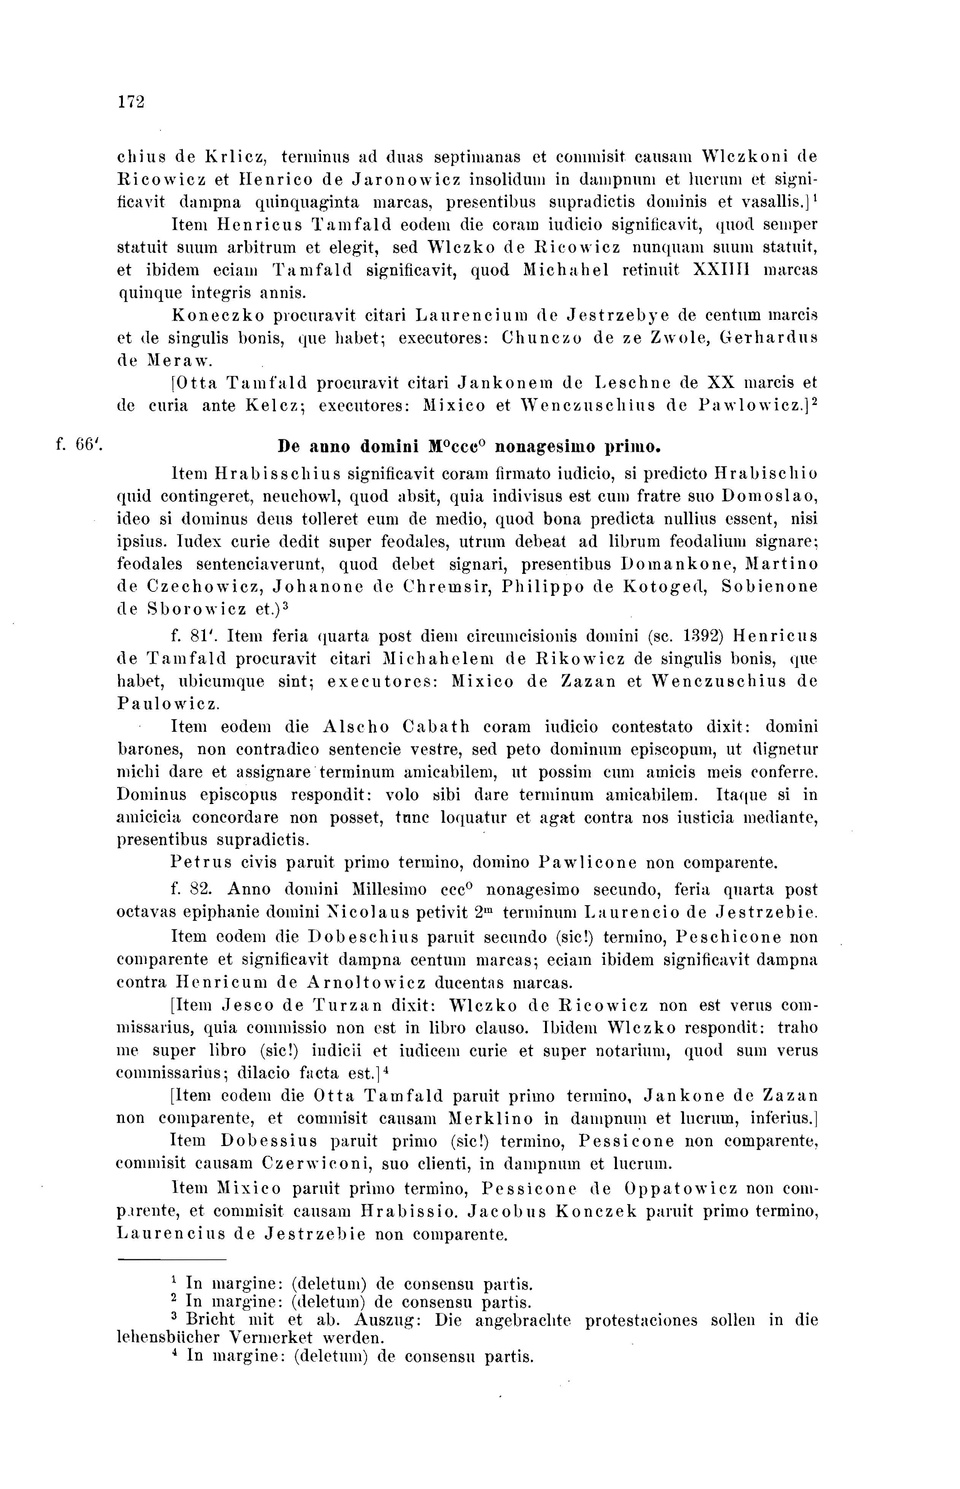 172
chius de Krlicz, terminus ad duas septimanas et commisit causam Wlczkoni de
Ricowicz et Henrico de Jaronowicz insolidum in dampnum et lucrum et signi-
ficavit dampna quinquaginta marcas, presentibus supradictis dominis et vasallis.]¹
Item Henricus Tamfald eodem die coram iudicio significavit, quod semper
statuit suum arbitrum et elegit, sed Wlczko de Ricowicz nunquam suum statuit,
et ibidem eciam Tamfald significavit, quod Michahel retinuit XXIIII marcas
quinque integris annis.
Koneczko procuravit citari Laurencium de Jestrzebye de centum marcis
et de singulis bonis, que habet; executores: Chunczo de ze Zwole, Gerhardus
de Meraw.
[Otta Tamfald procuravit citari Jankonem de Leschne de XX marcis et
de curia ante Kelcz; executores: Mixico et Wenczuschius de Pawlowicz.]²
f. 66′. De anno domini M⁰ccc⁰ nonagesimo primo.
Item Hrabisschius significavit coram firmato iudicio, si predicto Hrabischio
quid contingeret, neuchowl, quod absit, quia indivisus est cum fratre suo Domoslao,
ideo si dominus deus tolleret eum de medio, quod bona predicta nullius essent, nisi
ipsius. Iudex curie dedit super feodales, utrum debeat ad librum feodalium signare;
feodales sentenciaverunt, quod debet signari, presentibus Domankone, Martino
de Czechowicz, Johanone de Chremsir, Philippo de Kotoged, Sobienone
de Sborowicz et.)³
f. 81′. Item feria quarta post diem circumcisionis domini (sc. 1392) Henricus
de Tamfald procuravit citari Michahelem de Rikowicz de singulis bonis, que
habet, ubicumque sint; executores: Mixico de Zazan et Wenczuschius de
Paulowicz.
Item eodem die Alscho Cabath coram iudicio contestato dixit: domini
barones, non contradico sentencie vestre, sed peto dominum episcopum, ut dignetur
michi dare et assignare terminum amicabilem, ut possim cum amicis meis conferre.
Dominus episcopus respondit: volo sibi dare terminum amicabilem. Itaque si in
amicicia concordare non posset, tunc loquatur et agat contra nos iusticia mediante,
presentibus supradictis.
Petrus civis paruit primo termino, domino Pawlicone non comparente.
f. 82. Anno domini Millesimo ccc⁰ nonagesimo secundo, feria quarta post
octavas epiphanie domini Nicolaus petivit 2ᵐ terminum Laurencio de Jestrzebie.
Item eodem die Dobeschius paruit secundo (sic!) termino, Peschicone non
comparente et significavit dampna centum marcas; eciam ibidem significavit dampna
contra Henricum de Arnoltowicz ducentas marcas.
[Item Jesco de Turzan dixit: Wlczko de Ricowicz non est verus com-
missarius, quia commissio non est in libro clauso. Ibidem Wlczko respondit: traho
me super libro (sic!) iudicii et iudicem curie et super notarium, quod sum verus
commissarius; dilacio facta est.]⁴
[Item eodem die Otta Tamfald paruit primo termino, Jankone de Zazan
non comparente, et commisit causam Merklino in dampnum et lucrum, inferius.]
Item Dobessius paruit primo (sic!) termino, Pessicone non comparente,
commisit causam Czerwiconi, suo clienti, in dampnum et lucrum.
Item Mixico paruit primo termino, Pessicone de Oppatowicz non com-
parente, et commisit causam Hrabissio. Jacobus Konczek paruit primo termino,
Laurencius de Jestrzebie non comparente.
¹ In margine: (deletum) de consensu partis.
² In margine: (deletum) de consensu partis.
³ Bricht mit et ab. Auszug: Die angebrachte protestaciones sollen in die
lehensbücher Vermerket werden.
⁴ In margine: (deletum) de consensu partis.